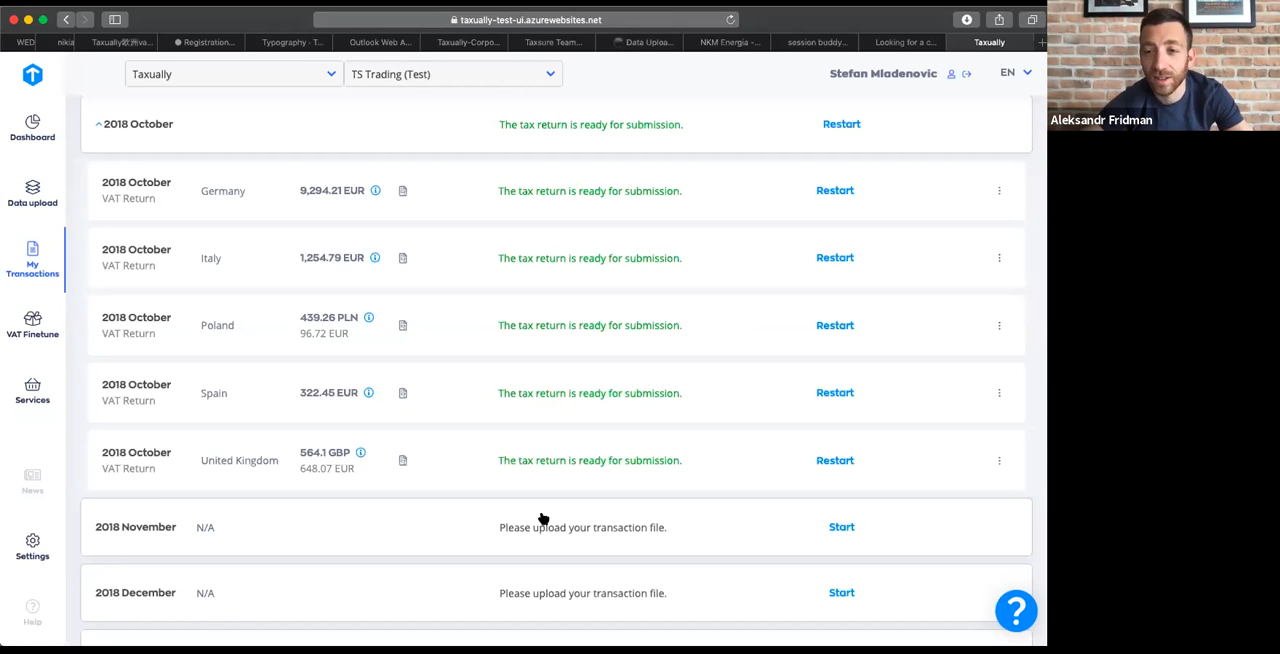 taxually-test-ui.azurewebsites.net
WED
nikia
Taxually欧洲va...
Registration...
Typography - T...
Outlook Web A...
Taxually-Corpo...
Taxsure Team...
Data Uploa...
NKM Energia -...
session buddy...
Looking for a c...
Taxually
Taxually
TS Trading (Test)
Stefan Mladenovic
EN
Aleksandr Fridman
Dashboard
Data upload
My
Transactions
VAT Finetune
Services
News
Settings
Help
2018 October The tax return is ready for submission. Restart
2018 October Germany 9,294.21 EUR The tax return is ready for submission. Restart
VAT Return
2018 October Italy 1,254.79 EUR The tax return is ready for submission. Restart
VAT Return
2018 October Poland 439.26 PLN The tax return is ready for submission. Restart
VAT Return 96.72 EUR
2018 October Spain 322.45 EUR The tax return is ready for submission. Restart
VAT Return
2018 October United Kingdom 564.1 GBP The tax return is ready for submission. Restart
VAT Return 648.07 EUR
2018 November N/A Please upload your transaction file. Start
2018 December N/A Please upload your transaction file. Start
?